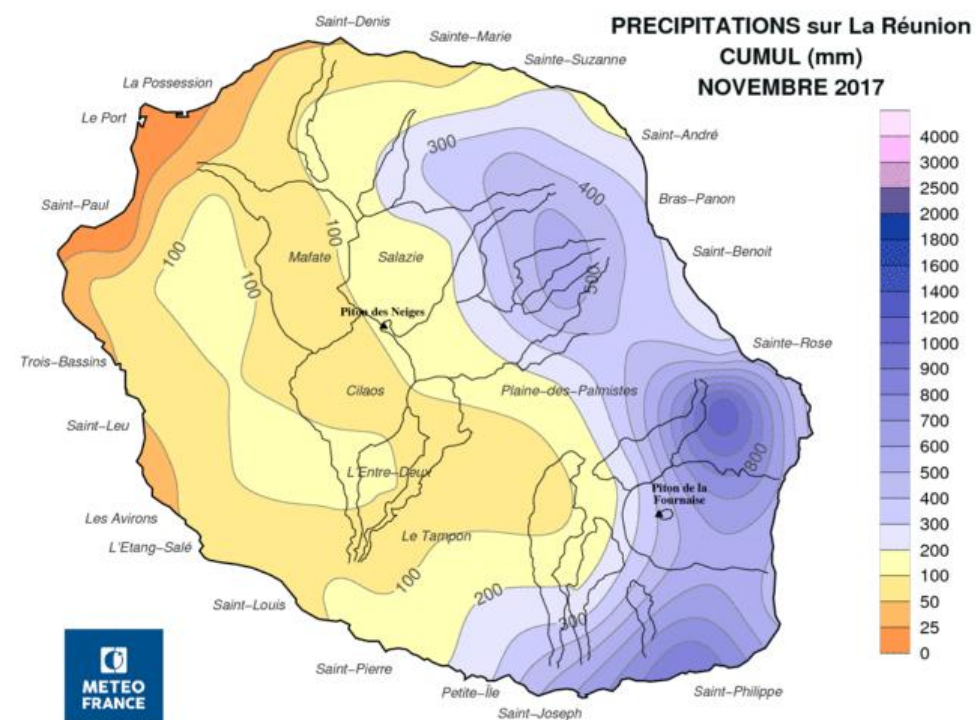 PRECIPITATIONS sur La Réunion
CUMUL (mm)
NOVEMBRE 2017
Saint-Denis
Sainte-Marie
Sainte-Suzanne
La Possession
Le Port
Saint-André
Saint-Paul
Bras-Panon
Saint-Benoit
Mafate
Salazie
Piton des Neiges
Sainte-Rose
Trois-Bassins
Cilaos
Plaine-des-Palmistes
Saint-Leu
L'Entre-Deux
Piton de la
Fournaise
Les Avirons
L'Etang-Salé
Le Tampon
Saint-Louis
Saint-Pierre
Petite-Île
Saint-Joseph
Saint-Philippe
300
400
500
100
100
100
800
100
200
300
4000
3000
2500
2000
1800
1600
1400
1200
1000
900
800
700
600
500
400
300
200
100
50
25
0
METEO
FRANCE